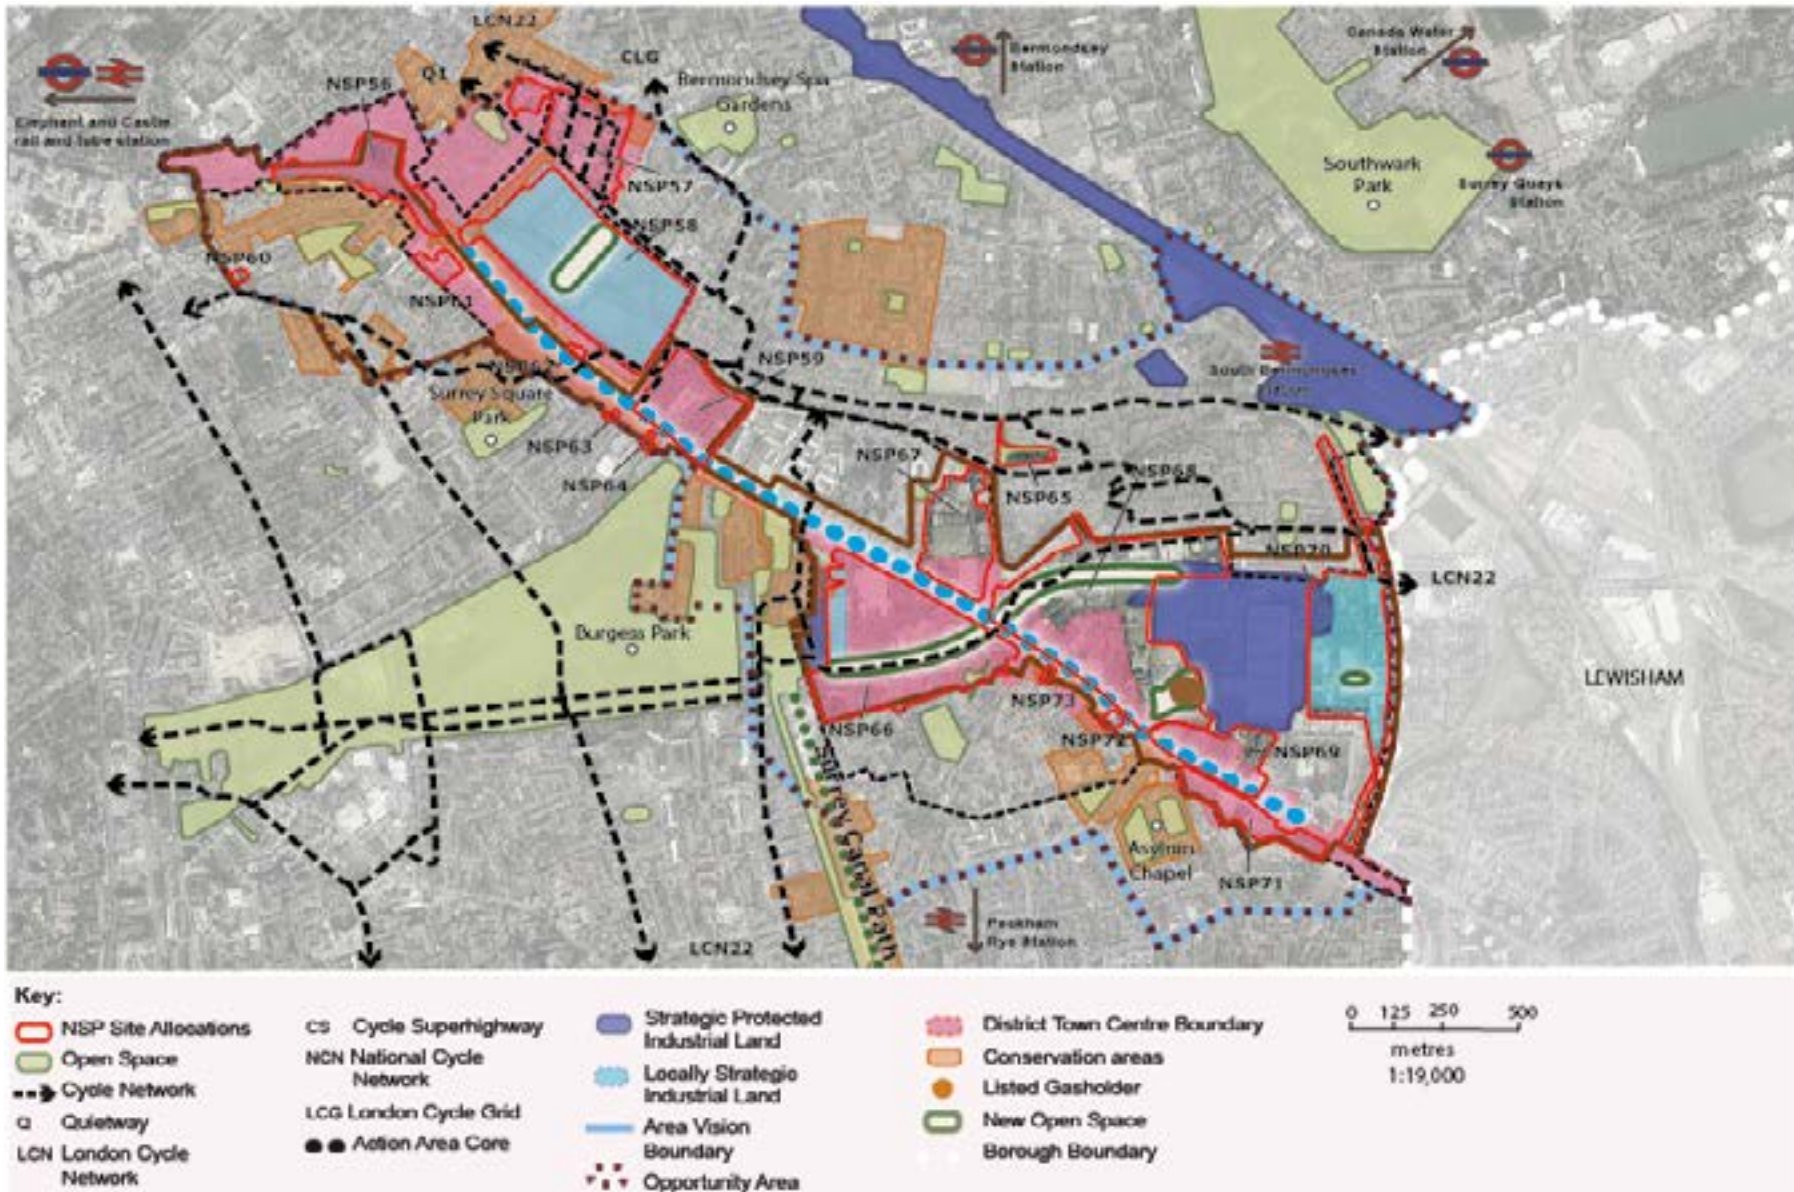 LCN22
Q1
CLG
NSP56
Bermondsey Spa
Gardens
Bermondsey
Station
Canada Water
Station
Elephant and Castle
rail and tube station
Southwark
Park
Surrey Quays
Station
NSP57
NSP58
NSP60
NSP61
NSP59
NSP62
Surrey Square
Park
South Bermondsey
Station
NSP63
NSP64
NSP67
NSP65
NSP68
NSP70
LCN22
Burgess Park
LEWISHAM
NSP66
NSP73
NSP72
NSP69
Surrey Canal Path
Asylum
Chapel
NSP71
Peckham
Rye Station
LCN22
Key:
NSP Site Allocations
Open Space
Cycle Network
Q Quietway
LCN London Cycle
Network
CS Cycle Superhighway
NCN National Cycle
Network
LCG London Cycle Grid
Action Area Core
Strategic Protected
Industrial Land
Locally Strategic
Industrial Land
Area Vision
Boundary
Opportunity Area
District Town Centre Boundary
Conservation areas
Listed Gasholder
New Open Space
Borough Boundary
0 125 250 500
metres
1:19,000